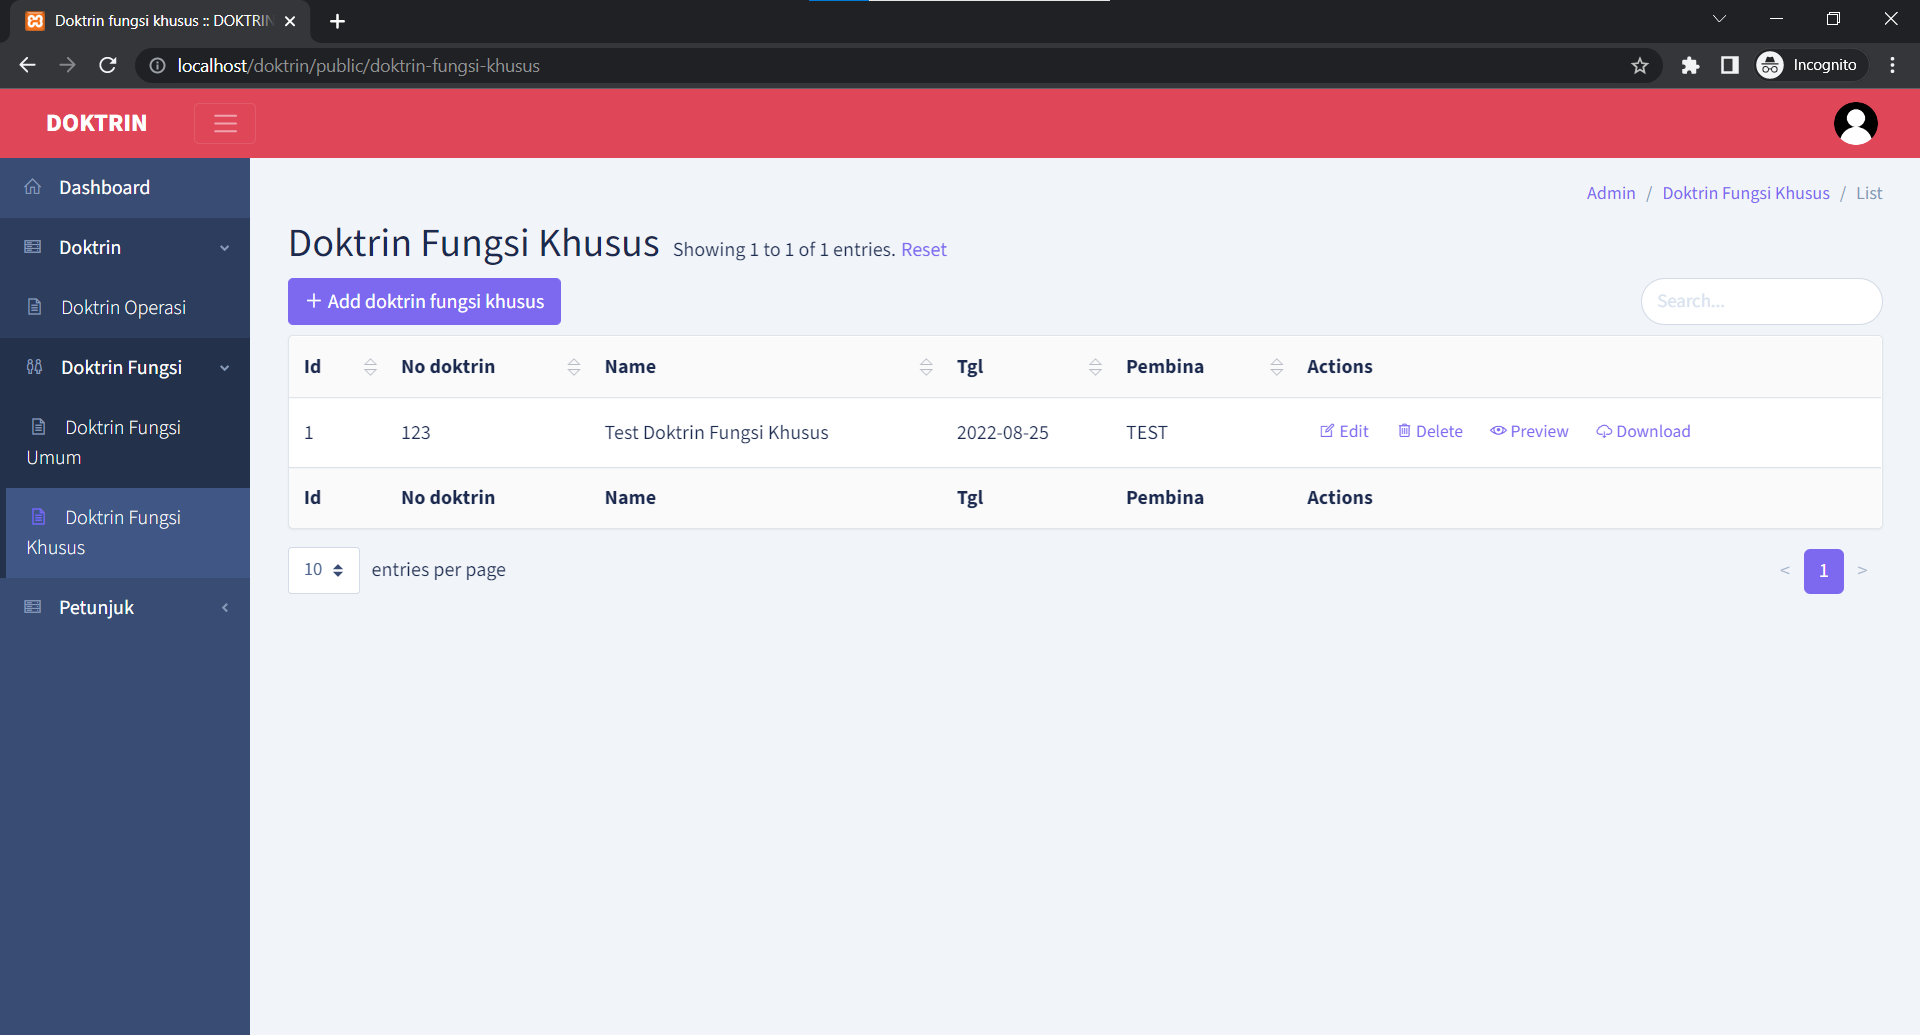 Doktrin fungsi khusus :: DOKTRIN
localhost/doktrin/public/doktrin-fungsi-khusus
Incognito
DOKTRIN
Dashboard
Doktrin
Doktrin Operasi
Doktrin Fungsi
Doktrin Fungsi
Umum
Doktrin Fungsi
Khusus
Petunjuk
Admin / Doktrin Fungsi Khusus / List
Doktrin Fungsi Khusus Showing 1 to 1 of 1 entries. Reset
+ Add doktrin fungsi khusus
Search...
Id No doktrin Name Tgl Pembina Actions
1 123 Test Doktrin Fungsi Khusus 2022-08-25 TEST Edit Delete Preview Download
Id No doktrin Name Tgl Pembina Actions
10 entries per page
< 1 >